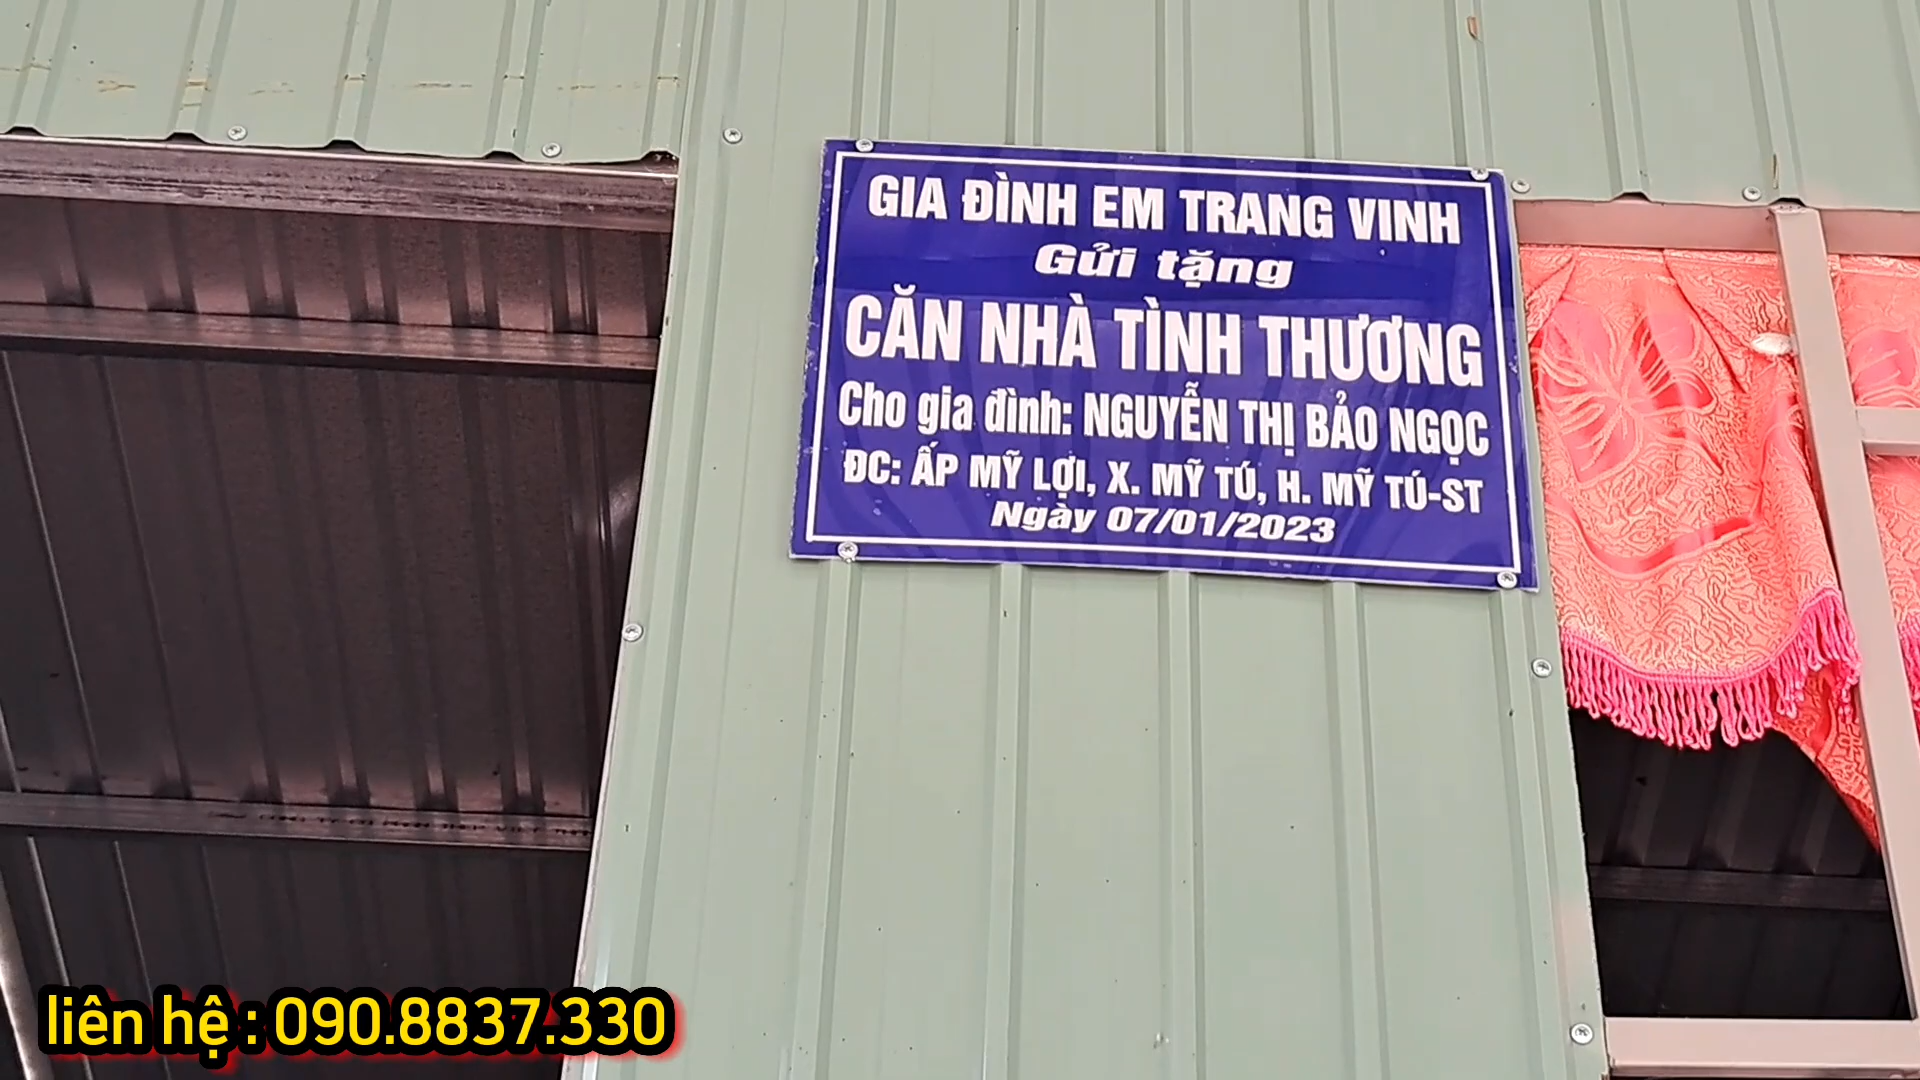 GIA ĐÌNH EM TRANG VINH
Gửi tặng
CĂN NHÀ TÌNH THƯƠNG
Cho gia đình: NGUYỄN THỊ BẢO NGỌC
ĐC: ẤP MỸ LỢI, X. MỸ TÚ, H. MỸ TÚ-ST
Ngày 07/01/2023
liên hệ : 090.8837.330